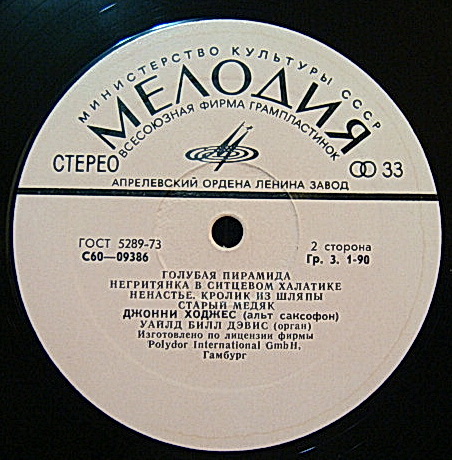 МИНИСТЕРСТВО КУЛЬТУРЫ СССР
МЕЛОДИЯ
ВСЕСОЮЗНАЯ ФИРМА ГРАМПЛАСТИНОК
СТЕРЕО 33
АПРЕЛЕВСКИЙ ОРДЕНА ЛЕНИНА ЗАВОД
ГОСТ 5289-73 2 сторона
С60—09386 Гр. 3. 1-90
ГОЛУБАЯ ПИРАМИДА
НЕГРИТЯНКА В СИТЦЕВОМ ХАЛАТИКЕ
НЕНАСТЬЕ. КРОЛИК ИЗ ШЛЯПЫ
СТАРЫЙ МЕДЯК
ДЖОННИ ХОДЖЕС (альт саксофон)
УАЙЛД БИЛЛ ДЭВИС (орган)
Изготовлено по лицензии фирмы
Polydor International GmbH,
Гамбург